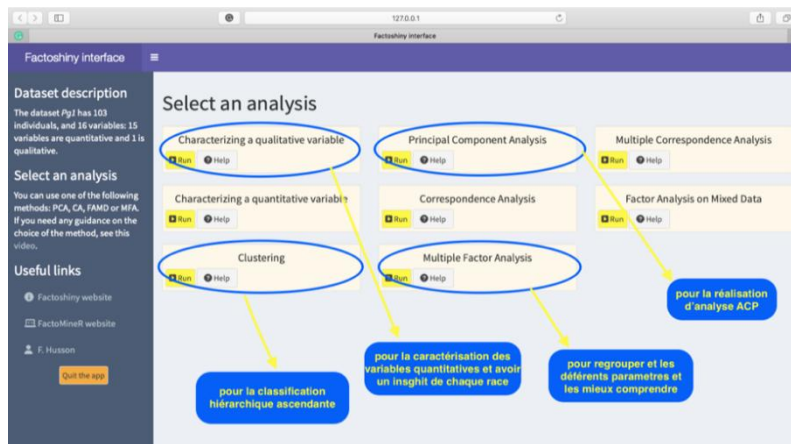 127.0.0.1
Factoshiny interface
Factoshiny interface
Dataset description
The dataset Pg1 has 103
individuals, and 16 variables: 15
variables are quantitative and 1 is
qualitative.
Select an analysis
You can use one of the following
methods: PCA, CA, FAMD or MFA.
If you need any guidance on the
choice of the method, see this
video.
Useful links
Factoshiny website
FactoMineR website
F. Husson
Quit the app
Select an analysis
Characterizing a qualitative variable
Run Help
Principal Component Analysis
Run Help
Multiple Correspondence Analysis
Run Help
Characterizing a quantitative variable
Run Help
Correspondence Analysis
Run Help
Factor Analysis on Mixed Data
Run Help
Clustering
Run Help
Multiple Factor Analysis
Run Help
pour la réalisation
d'analyse ACP
pour la caractérisation des
variables quantitatives et avoir
un insghit de chaque race
pour regrouper et les
déférents parametres et
les mieux comprendre
pour la classification
hiérarchique ascendante